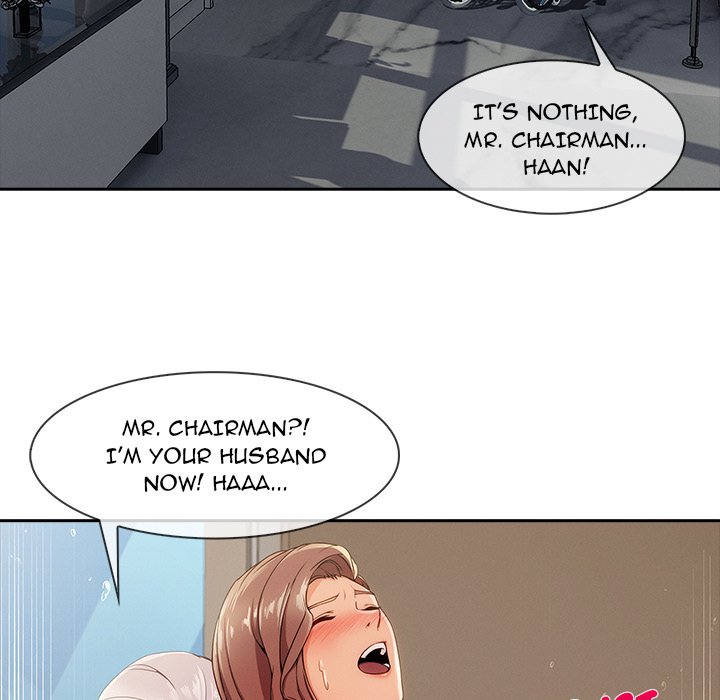 IT'S NOTHING,
MR. CHAIRMAN...
HAAN!
MR. CHAIRMAN?!
I'M YOUR HUSBAND
NOW! HAAA...